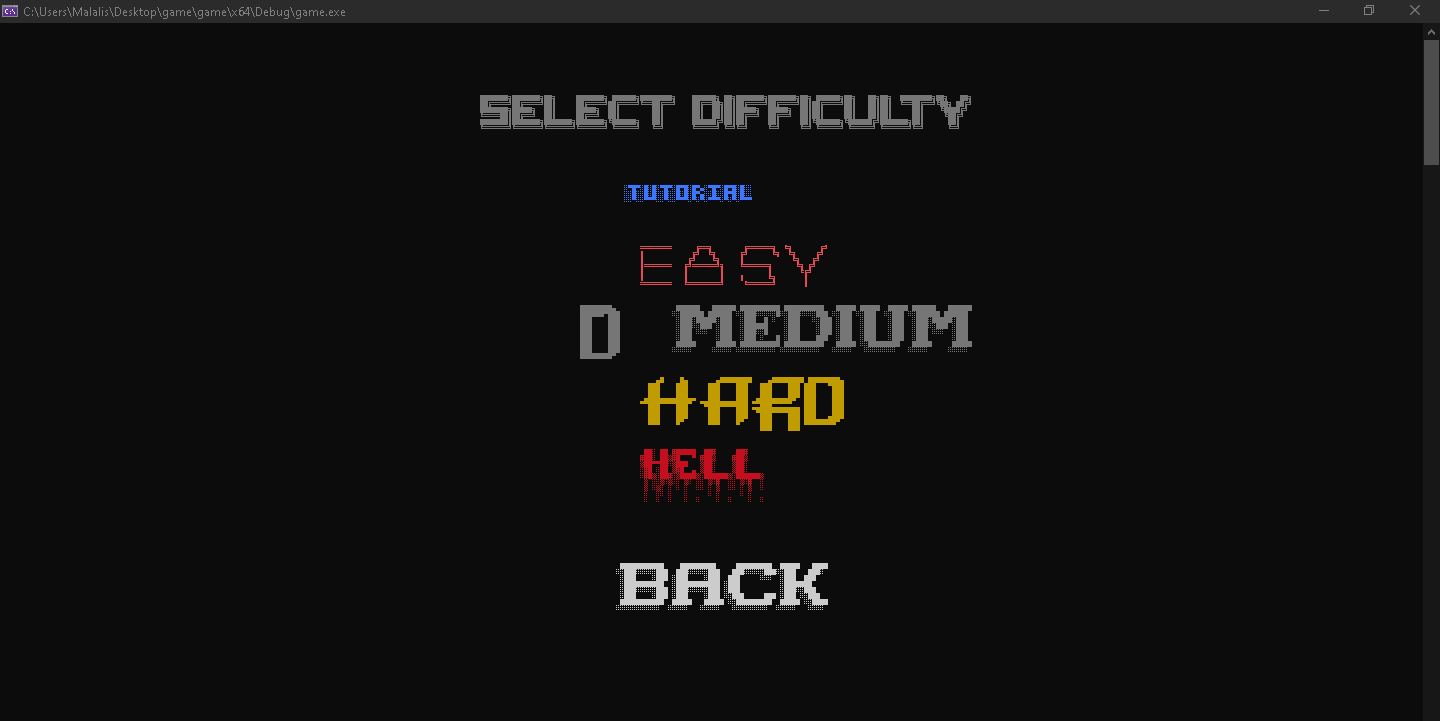 C:\Users\Malalis\Desktop\game\game\x64\Debug\game.exe
SELECT DIFFICULTY
TUTORIAL
EASY
D MEDIUM
HARD
HELL
BACK